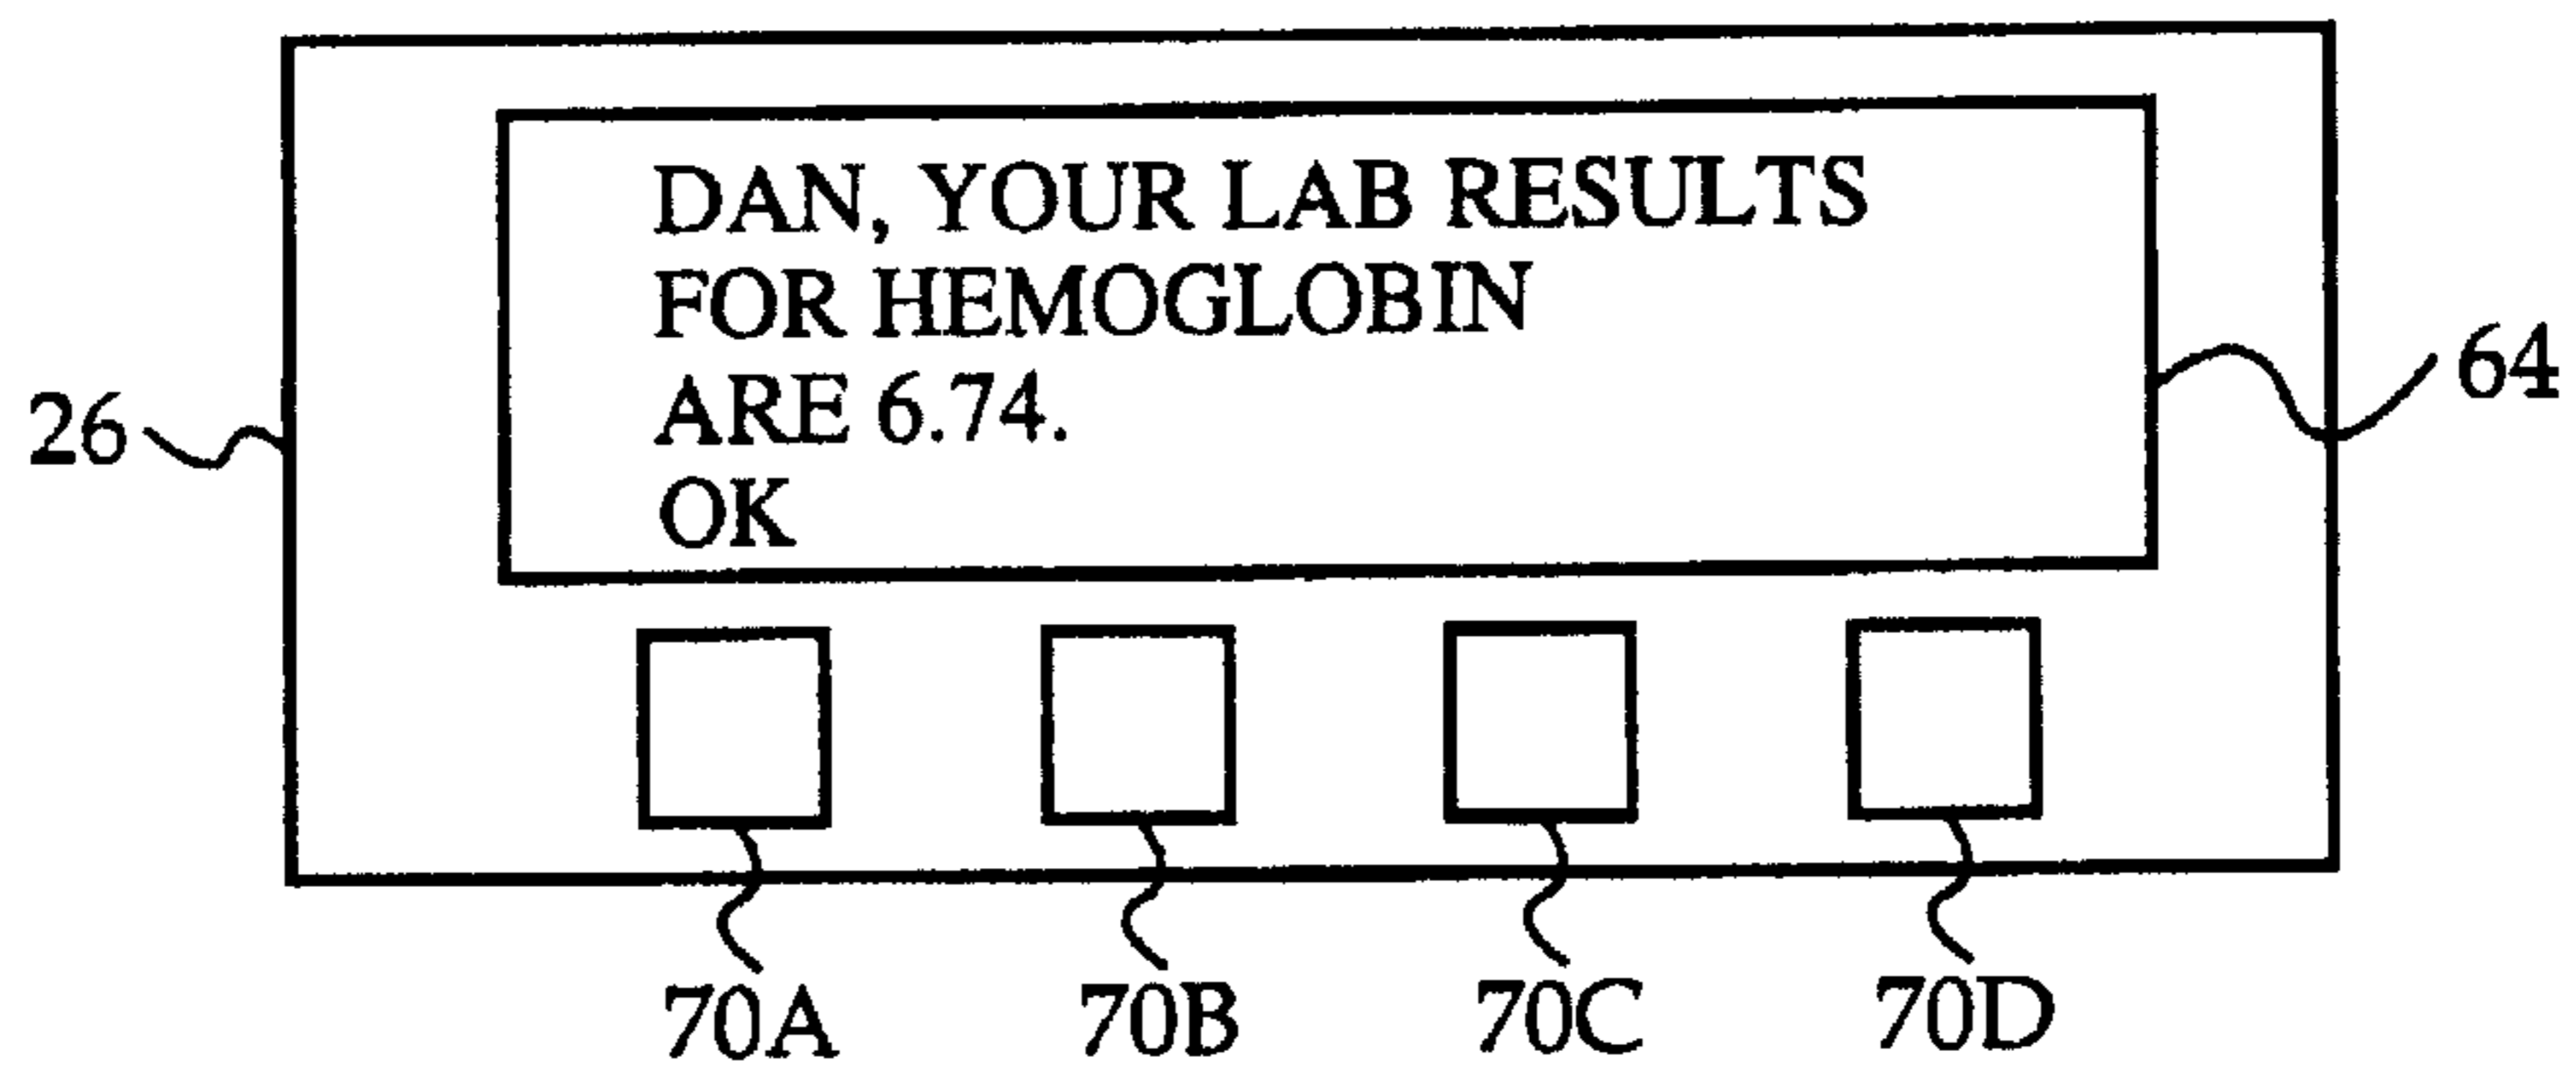 DAN, YOUR LAB RESULTS
FOR HEMOGLOBIN
ARE 6.74.
OK
26
64
70A 70B 70C 70D